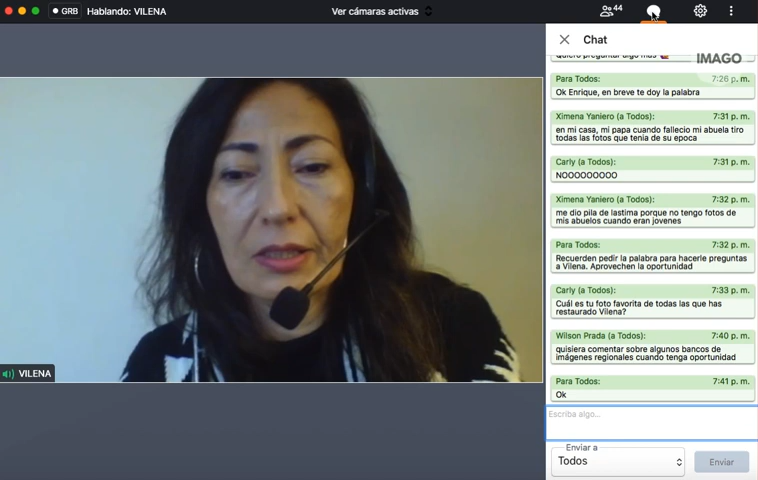 GRB
Hablando: VILENA
Ver cámaras activas
44
Chat
IMAGO
Para Todos: 7:26 p. m.
Ok Enrique, en breve te doy la palabra
Ximena Yaniero (a Todos): 7:31 p. m.
en mi casa, mi papa cuando fallecio mi abuela tiro
todas las fotos que tenia de su epoca
Carly (a Todos): 7:31 p. m.
NOOOOOOOOO
Ximena Yaniero (a Todos): 7:32 p. m.
me dio pila de lastima porque no tengo fotos de
mis abuelos cuando eran jovenes
Para Todos: 7:32 p. m.
Recuerden pedir la palabra para hacerle preguntas
a Vilena. Aprovechen la oportunidad
Carly (a Todos): 7:33 p. m.
Cuál es tu foto favorita de todas las que has
restaurado Vilena?
Wilson Prada (a Todos): 7:40 p. m.
quisiera comentar sobre algunos bancos de
imágenes regionales cuando tenga oportunidad
Para Todos: 7:41 p. m.
Ok
Escriba algo...
Enviar a
Todos
Enviar
VILENA